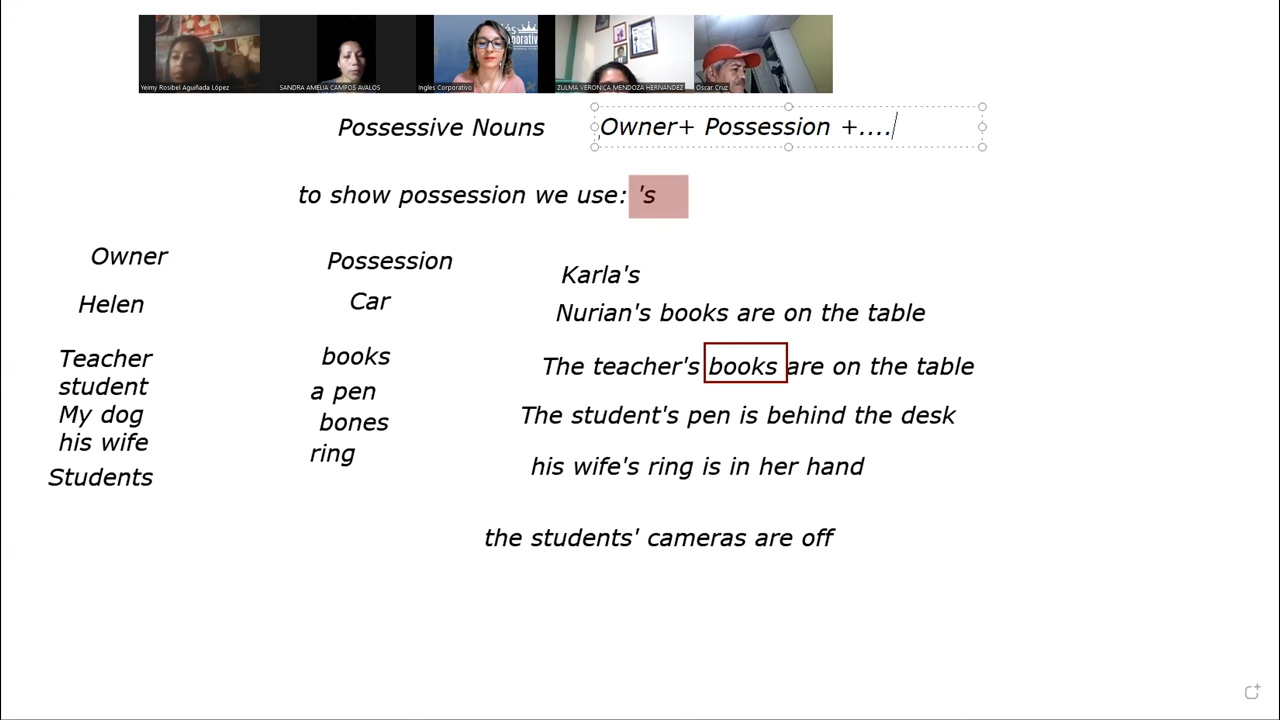 Yeimy Rosibel Aguiñada López
SANDRA AMELIA CAMPOS AVALOS
Ingles Corporativo
ZULMA VERONICA MENDOZA HERNANDEZ
Oscar Cruz
Possessive Nouns
Owner+ Possession +....
to show possession we use: 's
Owner
Possession
Helen
Car
Teacher
books
student
a pen
My dog
bones
his wife
ring
Students
Karla's
Nurian's books are on the table
The teacher's books are on the table
The student's pen is behind the desk
his wife's ring is in her hand
the students' cameras are off